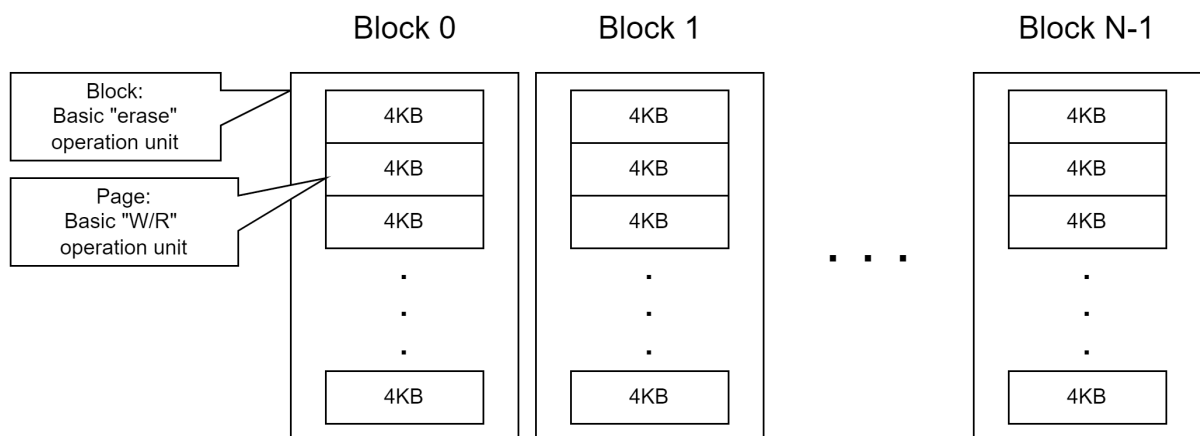 Block 0
Block 1
Block N-1
Block:
Basic "erase"
operation unit
Page:
Basic "W/R"
operation unit
4KB
4KB
4KB
4KB
4KB
4KB
4KB
4KB
4KB
4KB
4KB
4KB